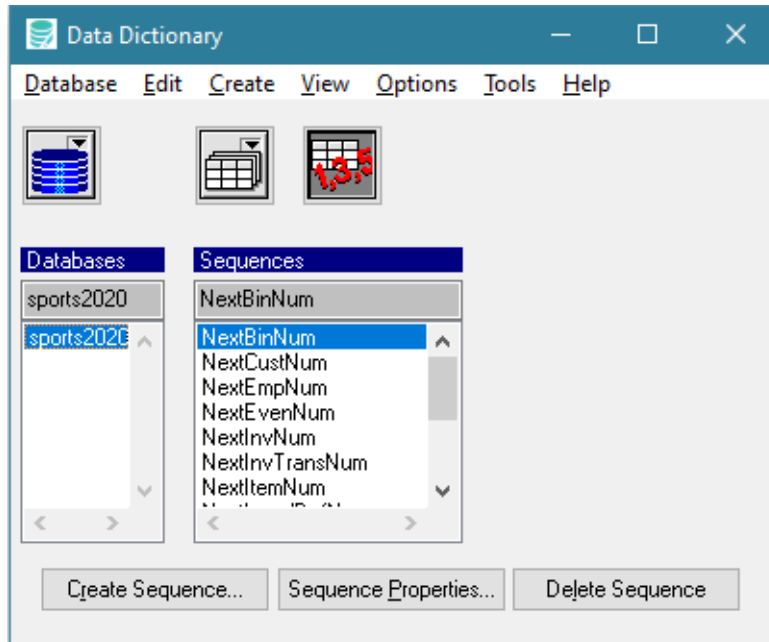 Data Dictionary
Database Edit Create View Options Tools Help
1,3,5
Databases
Sequences
sports2020
NextBinNum
sports2020
NextBinNum
NextCustNum
NextEmpNum
NextEvenNum
NextInvNum
NextInvTransNum
NextItemNum
Create Sequence... Sequence Properties... Delete Sequence